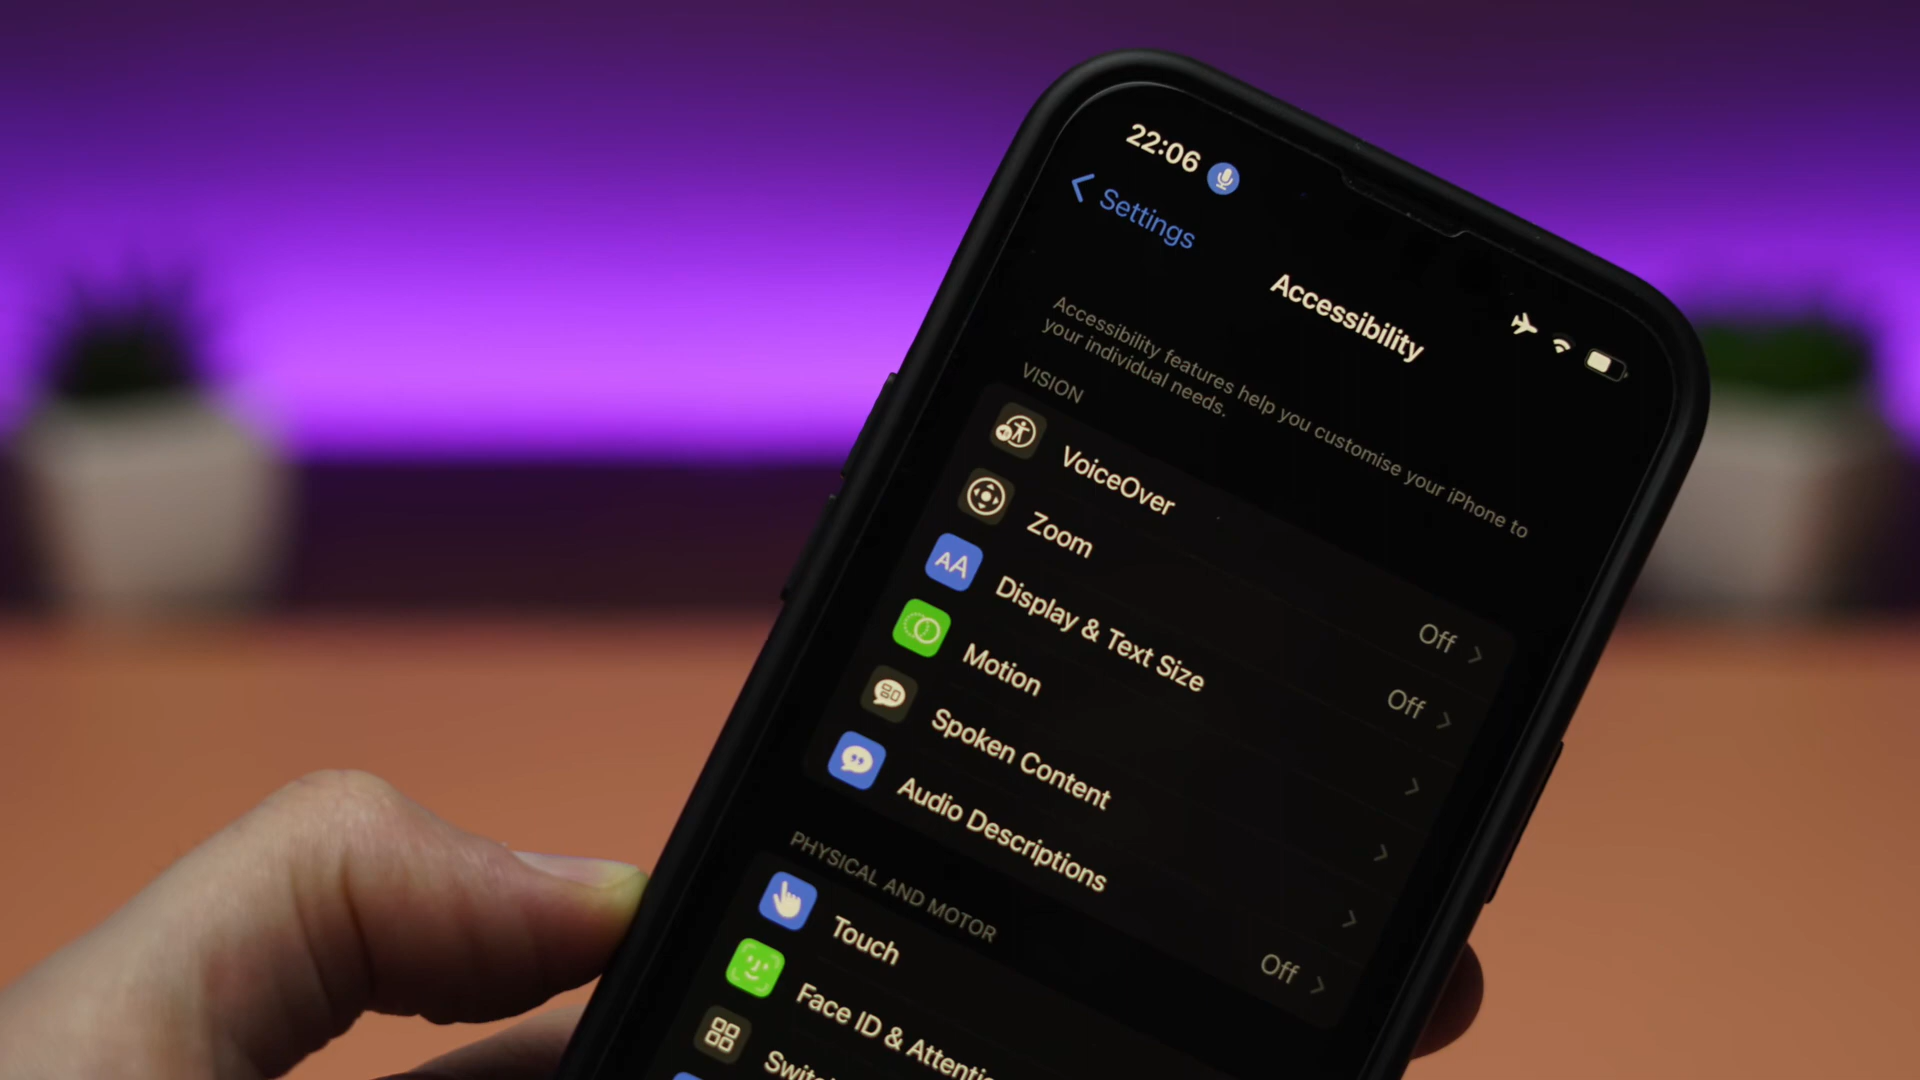 22:06
Settings
Accessibility
Accessibility features help you customise your iPhone to
your individual needs.
VISION
VoiceOver Off
Zoom Off
AA Display & Text Size
Motion
Spoken Content
Audio Descriptions Off
PHYSICAL AND MOTOR
Touch
Face ID &